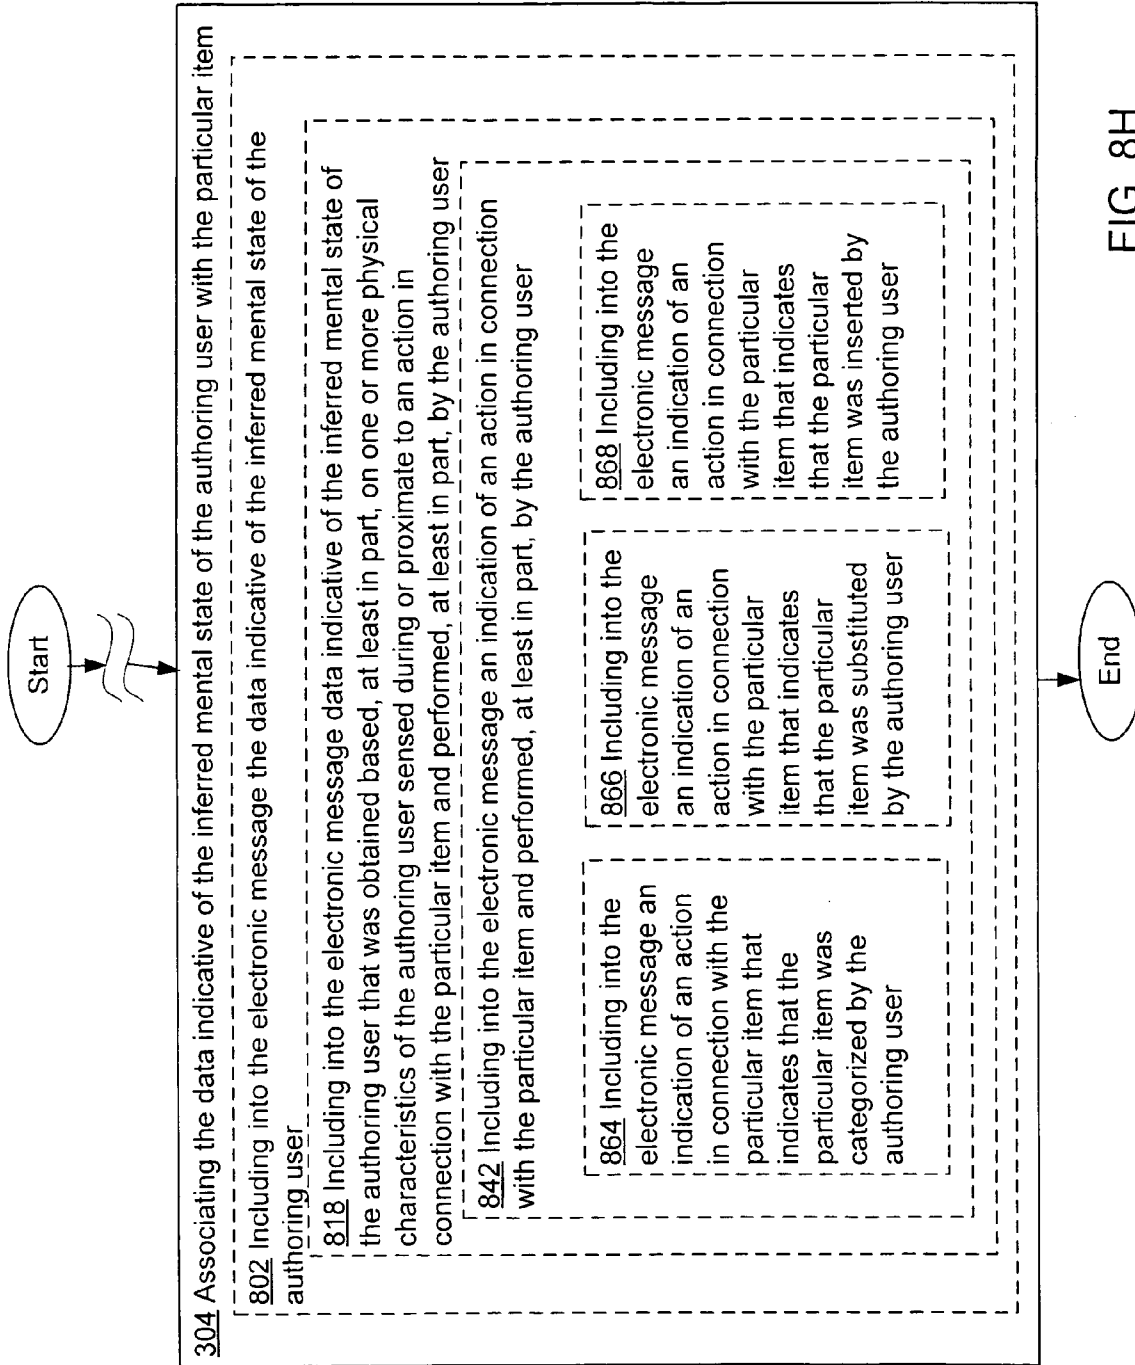 Start
304 Associating the data indicative of the inferred mental state of the authoring user with the particular item
802 Including into the electronic message the data indicative of the inferred mental state of the
authoring user
818 Including into the electronic message data indicative of the inferred mental state of
the authoring user that was obtained based, at least in part, on one or more physical
characteristics of the authoring user sensed during or proximate to an action in
connection with the particular item and performed, at least in part, by the authoring user
842 Including into the electronic message an indication of an action in connection
with the particular item and performed, at least in part, by the authoring user
864 Including into the
electronic message an
indication of an action
in connection with the
particular item that
indicates that the
particular item was
categorized by the
authoring user
866 Including into the
electronic message
an indication of an
action in connection
with the particular
item that indicates
that the particular
item was substituted
by the authoring user
868 Including into the
electronic message
an indication of an
action in connection
with the particular
item that indicates
that the particular
item was inserted by
the authoring user
End
FIG. 8H